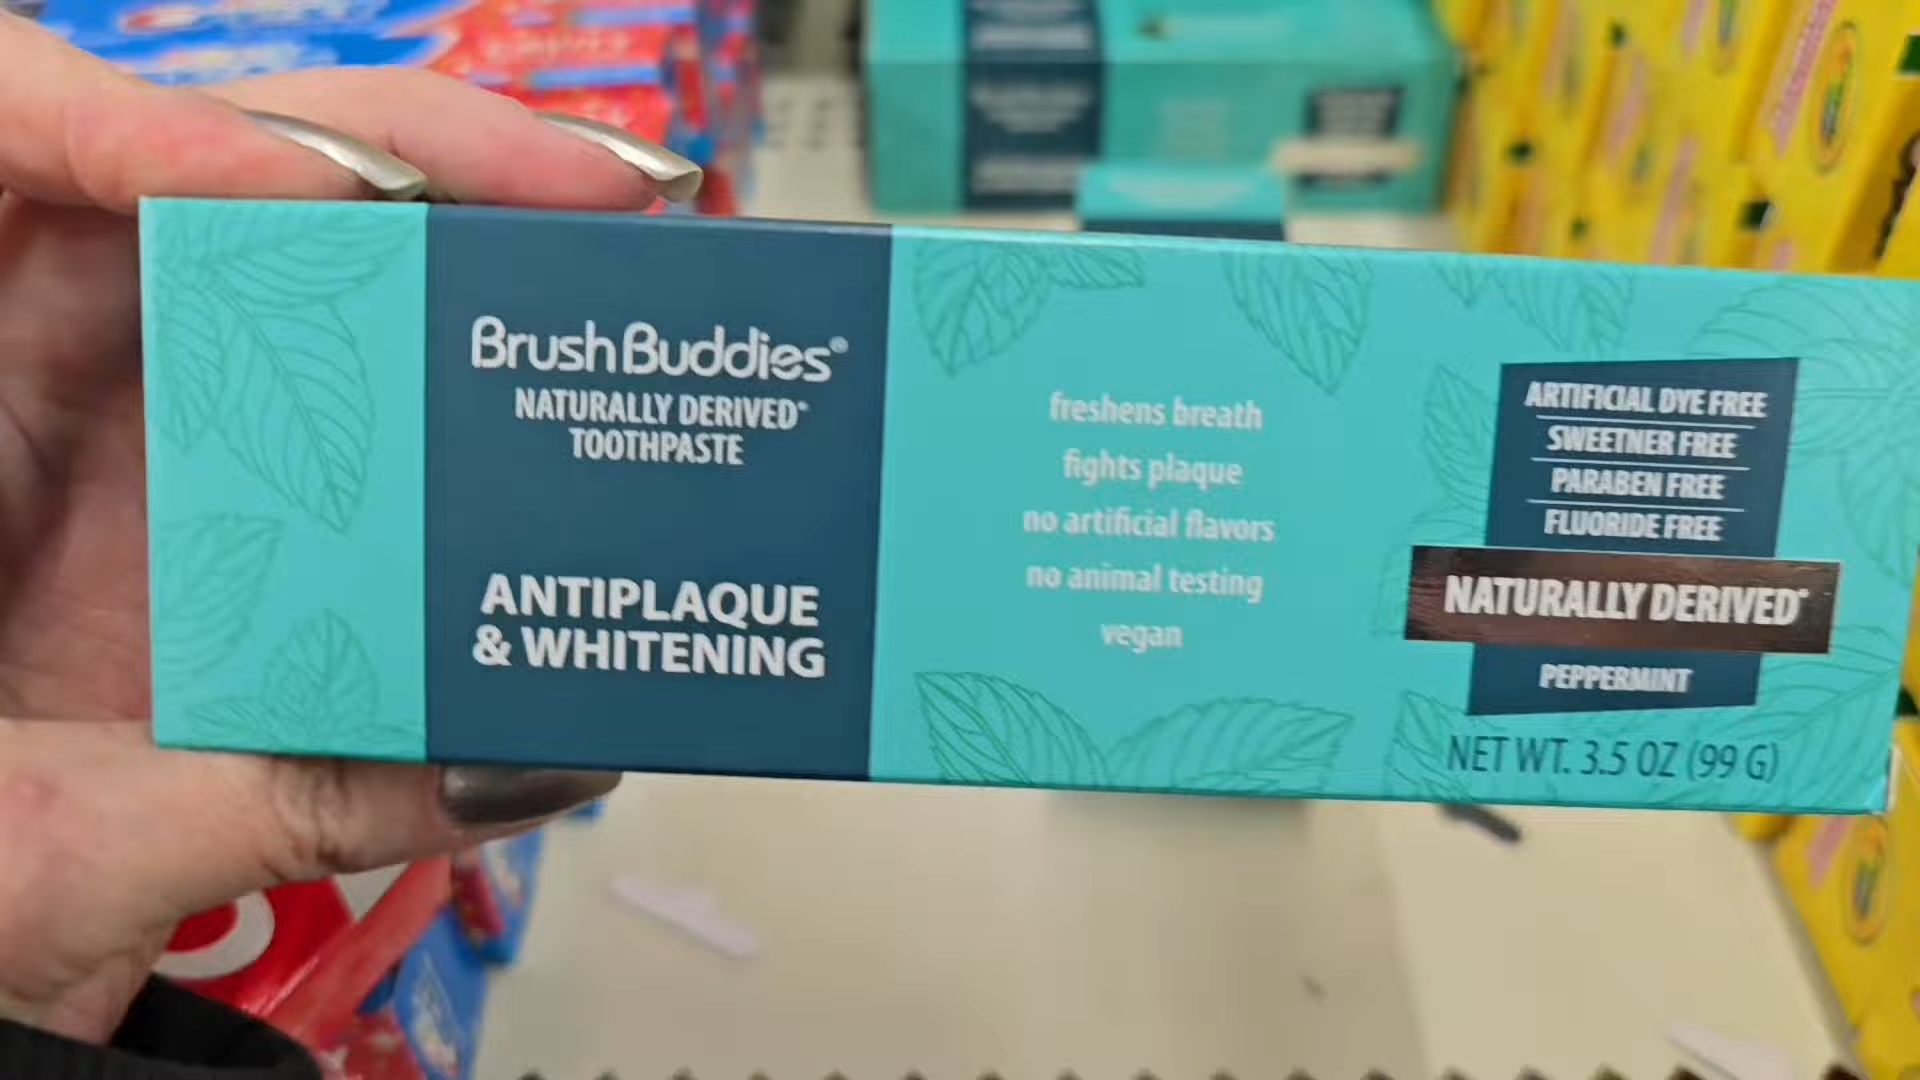 BrushBuddies®
NATURALLY DERIVED*
TOOTHPASTE
ANTIPLAQUE
& WHITENING
freshens breath
fights plaque
no artificial flavors
no animal testing
vegan
ARTIFICIAL DYE FREE
SWEETNER FREE
PARABEN FREE
FLUORIDE FREE
NATURALLY DERIVED*
PEPPERMINT
NET WT. 3.5 OZ (99 G)